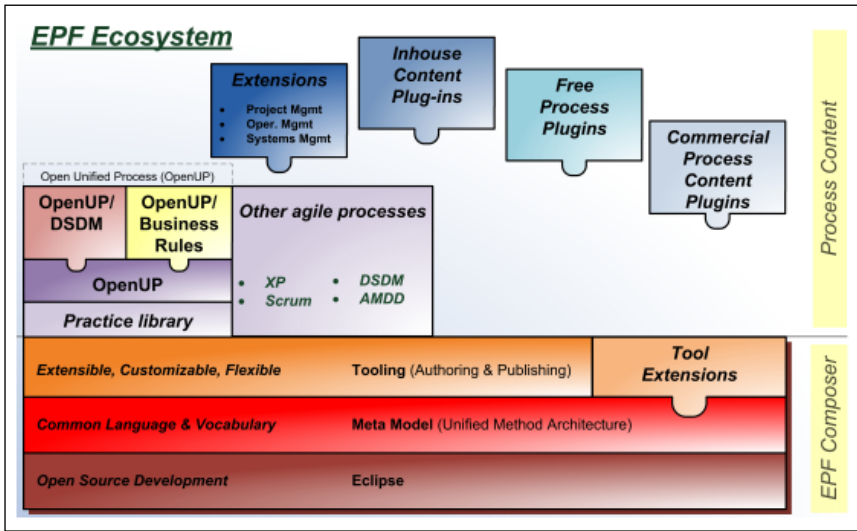 EPF Ecosystem
Extensions
• Project Mgmt
• Oper. Mgmt
• Systems Mgmt
Inhouse
Content
Plug-ins
Free
Process
Plugins
Commercial
Process
Content
Plugins
Process Content
Open Unified Process (OpenUP)
OpenUP/
DSDM
OpenUP/
Business
Rules
Other agile processes
• XP
• Scrum
• DSDM
• AMDD
OpenUP
Practice library
Extensible, Customizable, Flexible
Tooling (Authoring & Publishing)
Tool
Extensions
Common Language & Vocabulary
Meta Model (Unified Method Architecture)
Open Source Development
Eclipse
EPF Composer